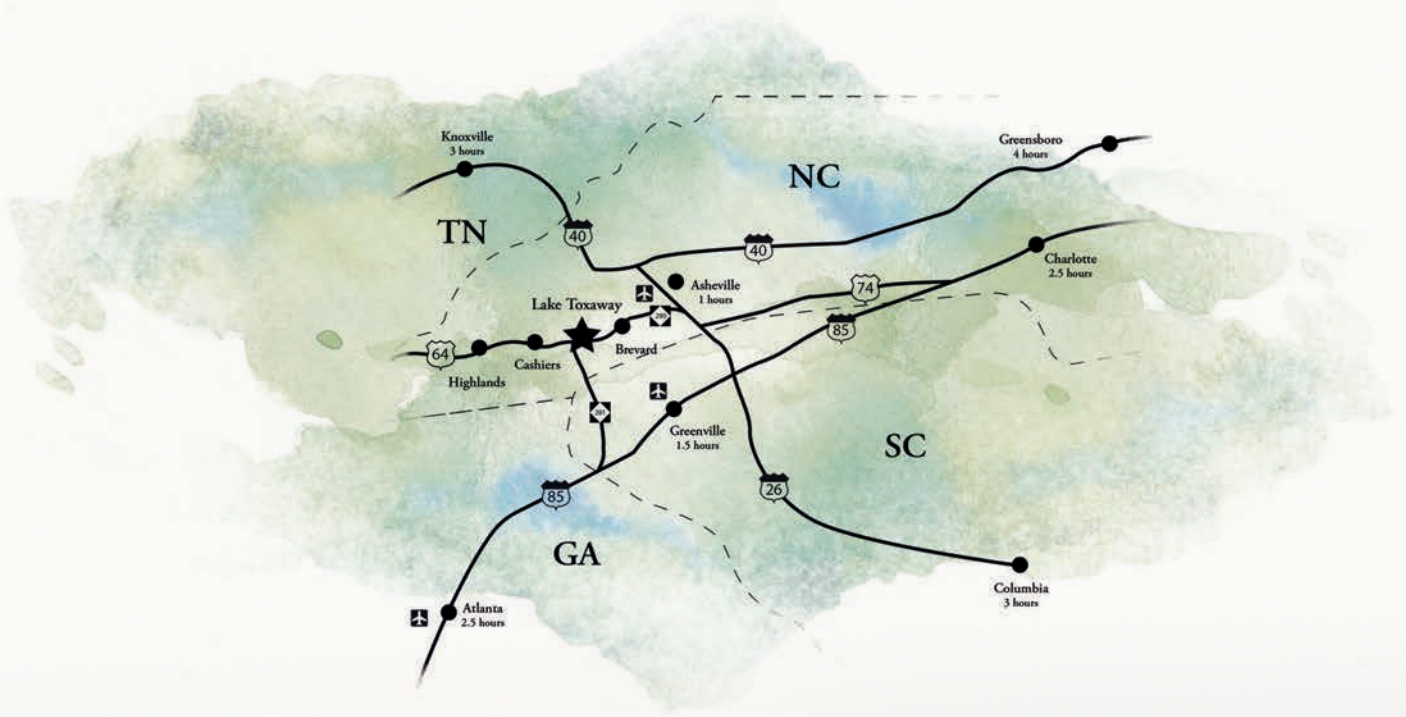 Knoxville
3 hours
Greensboro
4 hours
NC
TN
40
40
Charlotte
2.5 hours
Asheville
1 hours
74
Lake Toxaway
280
85
64
Brevard
Cashiers
Highlands
281
Greenville
1.5 hours
SC
85
26
GA
Columbia
3 hours
Atlanta
2.5 hours